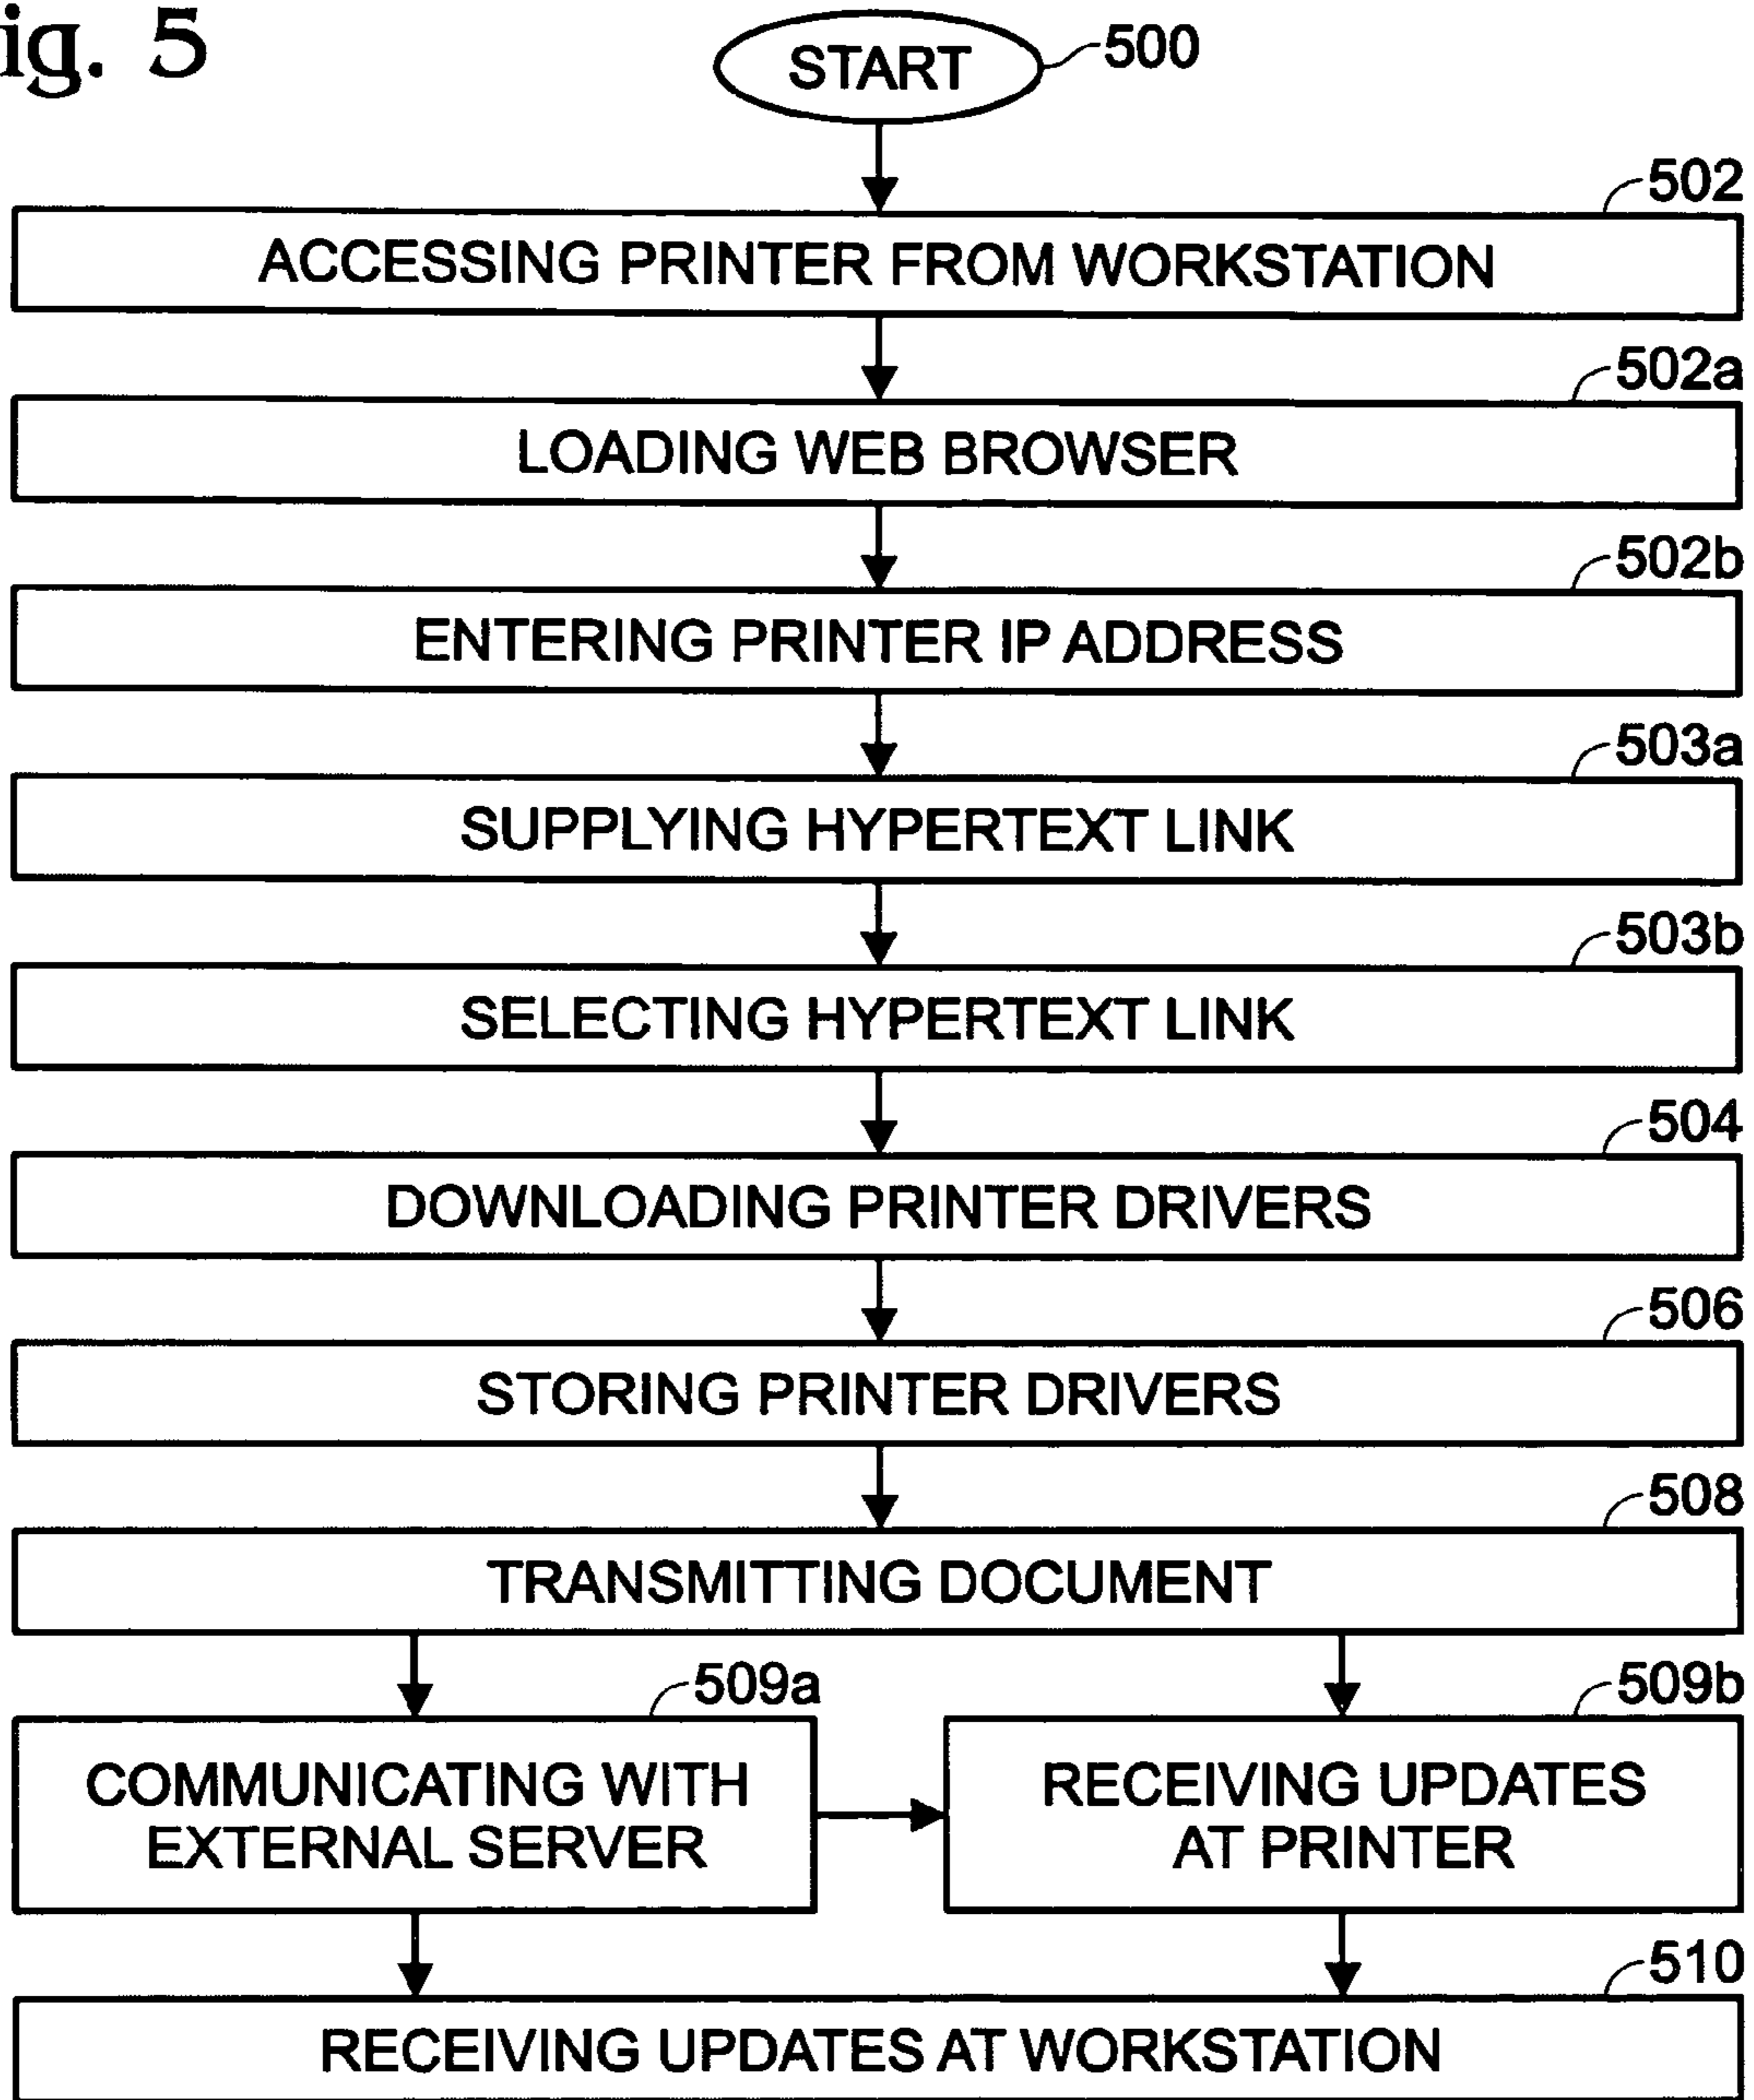 ig. 5
START
500
502
ACCESSING PRINTER FROM WORKSTATION
502a
LOADING WEB BROWSER
502b
ENTERING PRINTER IP ADDRESS
503a
SUPPLYING HYPERTEXT LINK
503b
SELECTING HYPERTEXT LINK
504
DOWNLOADING PRINTER DRIVERS
506
STORING PRINTER DRIVERS
508
TRANSMITTING DOCUMENT
509a
COMMUNICATING WITH
EXTERNAL SERVER
509b
RECEIVING UPDATES
AT PRINTER
510
RECEIVING UPDATES AT WORKSTATION